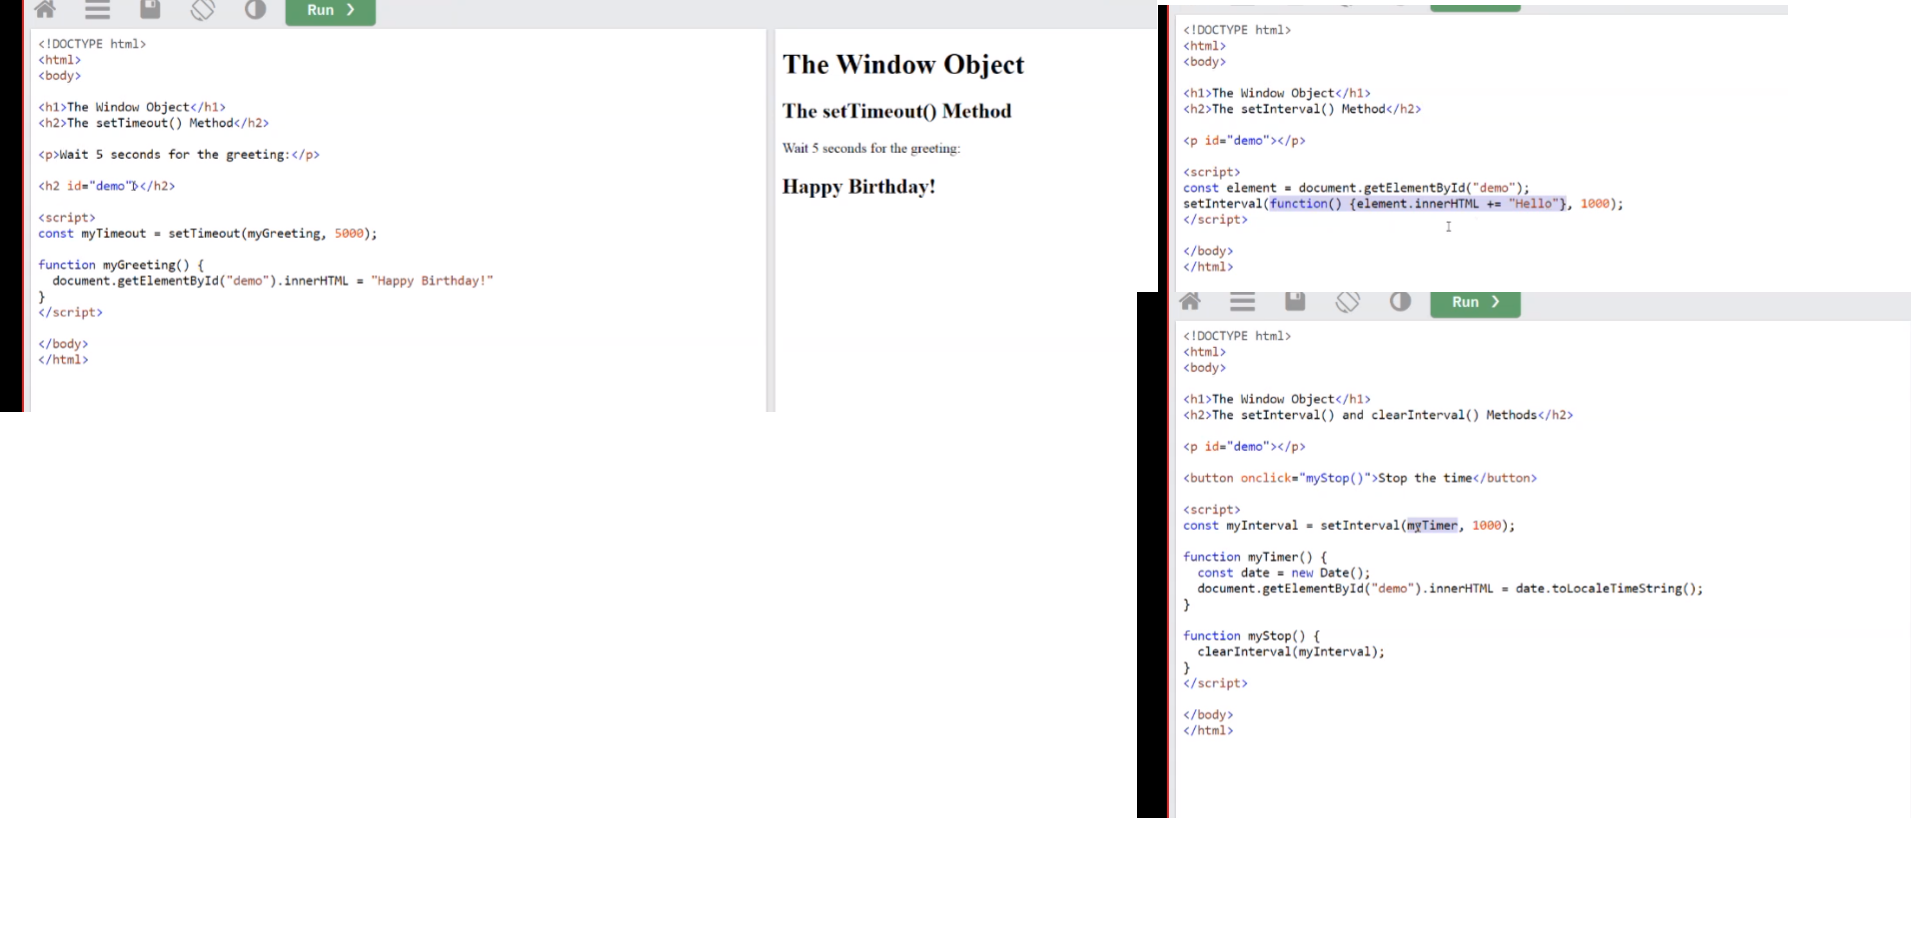 Run ❯
<!DOCTYPE html>
<html>
<body>
<h1>The Window Object</h1>
<h2>The setTimeout() Method</h2>
<p>Wait 5 seconds for the greeting:</p>
<h2 id="demo"></h2>
<script>
const myTimeout = setTimeout(myGreeting, 5000);
function myGreeting() {
  document.getElementById("demo").innerHTML = "Happy Birthday!"
}
</script>
</body>
</html>
The Window Object
The setTimeout() Method
Wait 5 seconds for the greeting:
Happy Birthday!
<!DOCTYPE html>
<html>
<body>
<h1>The Window Object</h1>
<h2>The setInterval() Method</h2>
<p id="demo"></p>
<script>
const element = document.getElementById("demo");
setInterval(function() {element.innerHTML += "Hello"}, 1000);
</script>
</body>
</html>
Run ❯
<!DOCTYPE html>
<html>
<body>
<h1>The Window Object</h1>
<h2>The setInterval() and clearInterval() Methods</h2>
<p id="demo"></p>
<button onclick="myStop()">Stop the time</button>
<script>
const myInterval = setInterval(myTimer, 1000);
function myTimer() {
  const date = new Date();
  document.getElementById("demo").innerHTML = date.toLocaleTimeString();
}
function myStop() {
  clearInterval(myInterval);
}
</script>
</body>
</html>